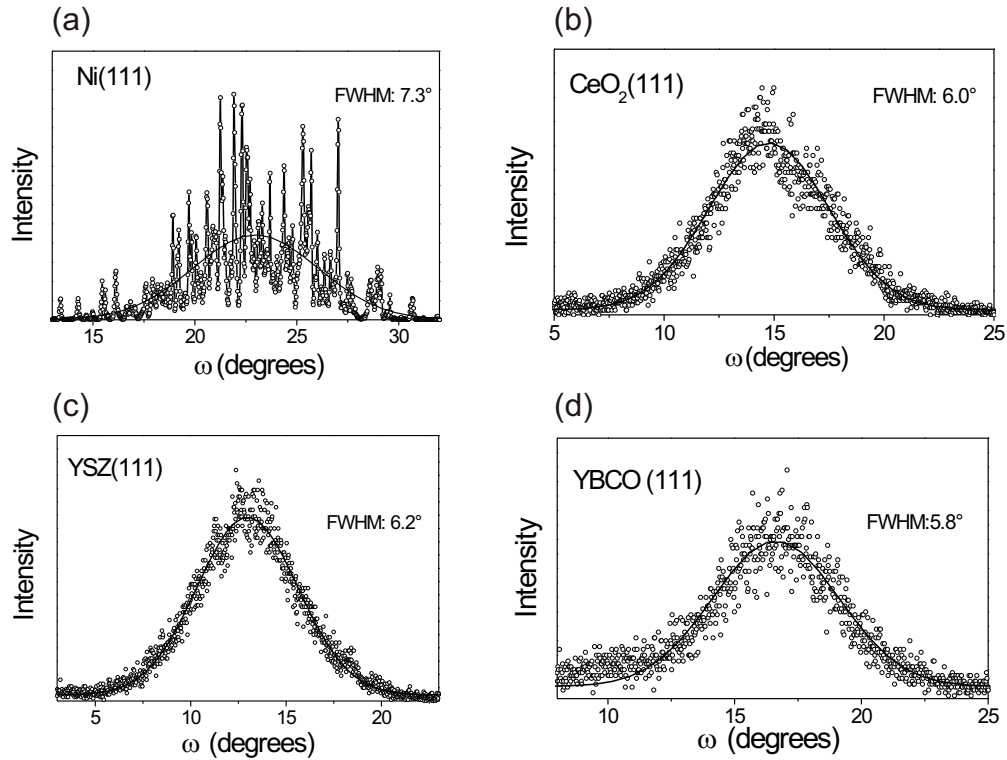 (a)
Ni(111)
FWHM: 7.3°
Intensity
15 20 25 30
ω (degrees)
(b)
CeO₂(111)
FWHM: 6.0°
Intensity
5 10 15 20 25
ω (degrees)
(c)
YSZ(111)
FWHM: 6.2°
Intensity
5 10 15 20
ω (degrees)
(d)
YBCO (111)
FWHM:5.8°
Intensity
10 15 20 25
ω (degrees)